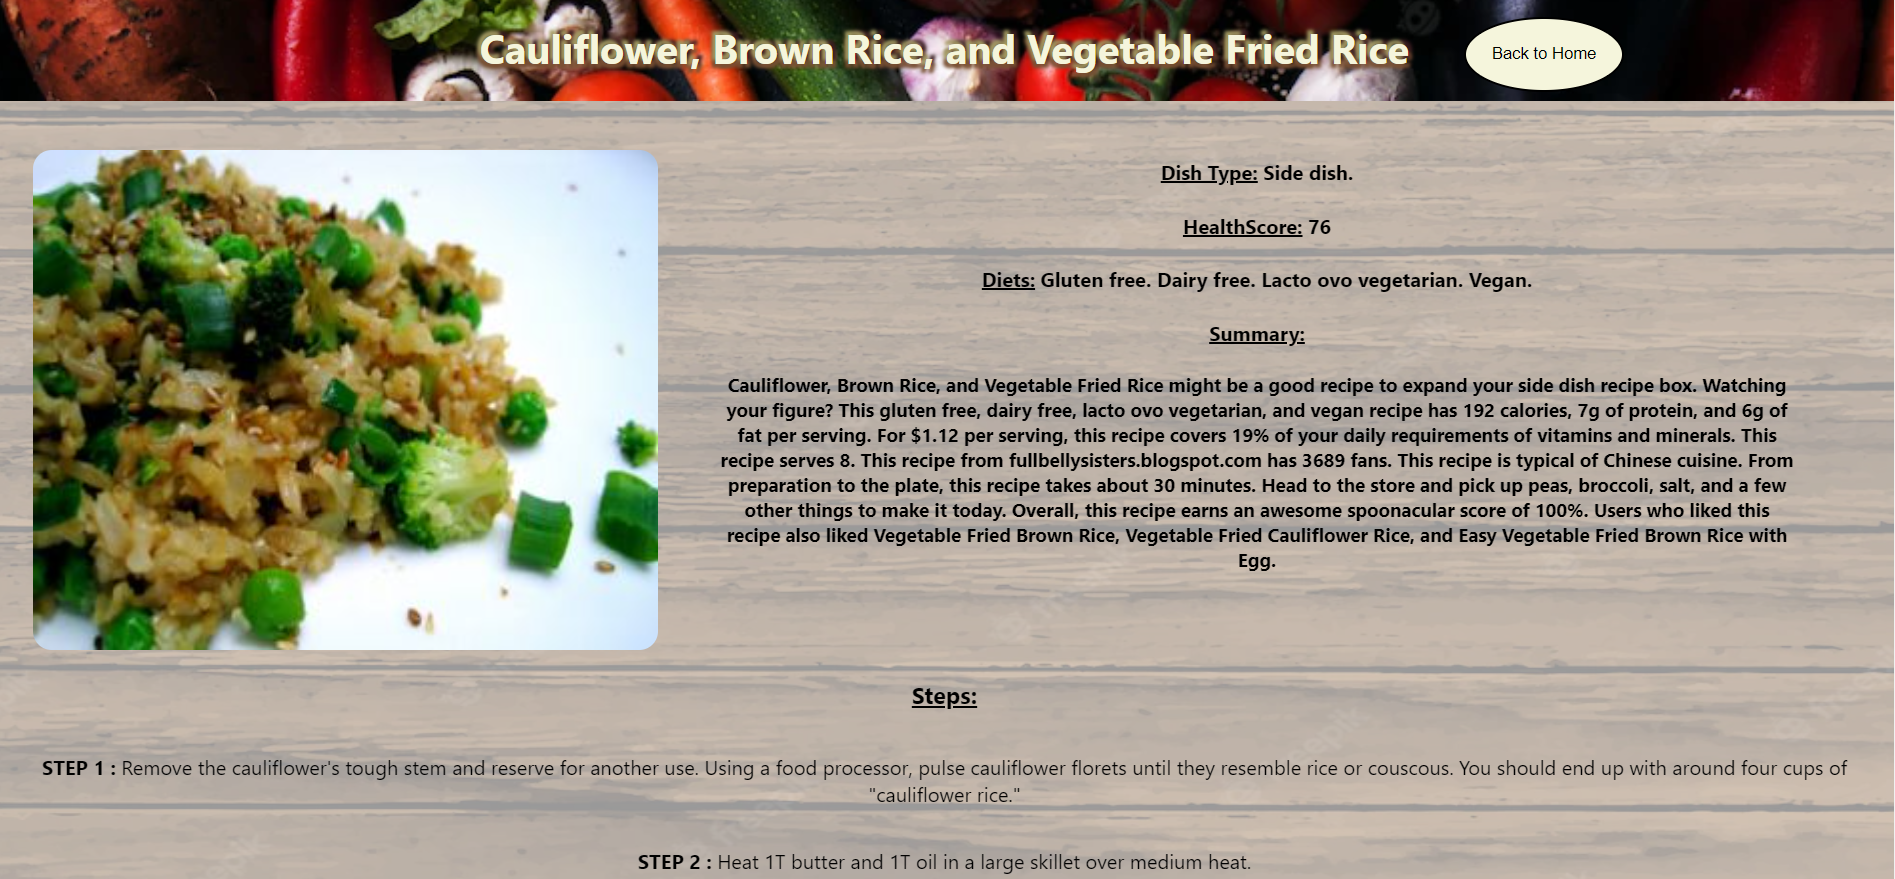 Cauliflower, Brown Rice, and Vegetable Fried Rice
Back to Home
Dish Type: Side dish.
HealthScore: 76
Diets: Gluten free. Dairy free. Lacto ovo vegetarian. Vegan.
Summary:
Cauliflower, Brown Rice, and Vegetable Fried Rice might be a good recipe to expand your side dish recipe box. Watching
your figure? This gluten free, dairy free, lacto ovo vegetarian, and vegan recipe has 192 calories, 7g of protein, and 6g of
fat per serving. For $1.12 per serving, this recipe covers 19% of your daily requirements of vitamins and minerals. This
recipe serves 8. This recipe from fullbellysisters.blogspot.com has 3689 fans. This recipe is typical of Chinese cuisine. From
preparation to the plate, this recipe takes about 30 minutes. Head to the store and pick up peas, broccoli, salt, and a few
other things to make it today. Overall, this recipe earns an awesome spoonacular score of 100%. Users who liked this
recipe also liked Vegetable Fried Brown Rice, Vegetable Fried Cauliflower Rice, and Easy Vegetable Fried Brown Rice with
Egg.
Steps:
STEP 1 : Remove the cauliflower's tough stem and reserve for another use. Using a food processor, pulse cauliflower florets until they resemble rice or couscous. You should end up with around four cups of
"cauliflower rice."
STEP 2 : Heat 1T butter and 1T oil in a large skillet over medium heat.